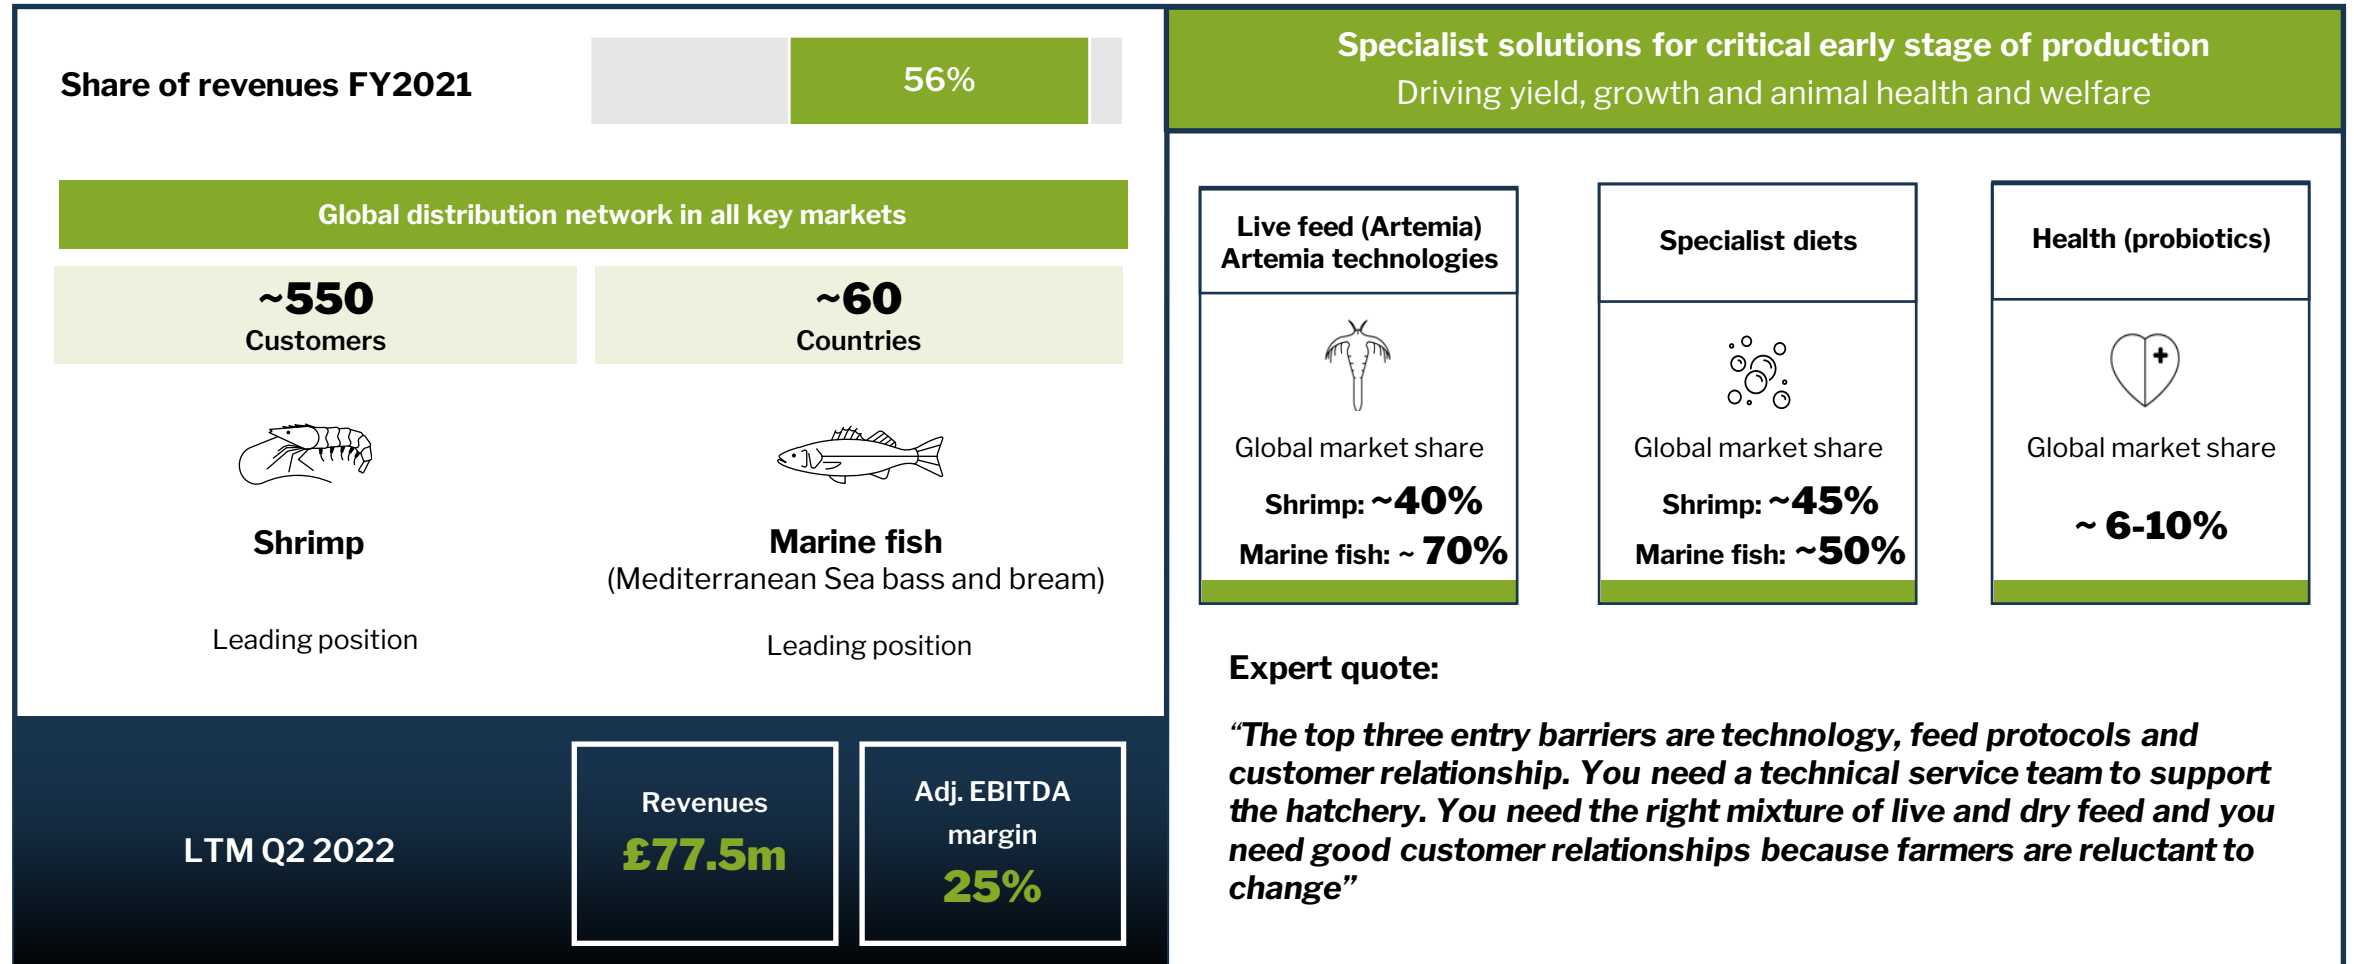 Share of revenues FY2021
56%
Global distribution network in all key markets
~550
Customers
~60
Countries
Shrimp
Leading position
Marine fish
(Mediterranean Sea bass and bream)
Leading position
LTM Q2 2022
Revenues
£77.5m
Adj. EBITDA
margin
25%
Specialist solutions for critical early stage of production
Driving yield, growth and animal health and welfare
Live feed (Artemia)
Artemia technologies
Global market share
Shrimp: ~40%
Marine fish: ~ 70%
Specialist diets
Global market share
Shrimp: ~45%
Marine fish: ~50%
Health (probiotics)
Global market share
~ 6-10%
Expert quote:
“The top three entry barriers are technology, feed protocols and
customer relationship. You need a technical service team to support
the hatchery. You need the right mixture of live and dry feed and you
need good customer relationships because farmers are reluctant to
change”